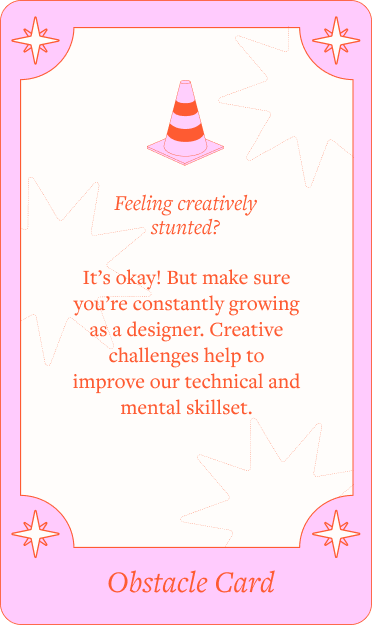 Feeling creatively
stunted?
It’s okay! But make sure
you’re constantly growing
as a designer. Creative
challenges help to
improve our technical and
mental skillset.
Obstacle Card